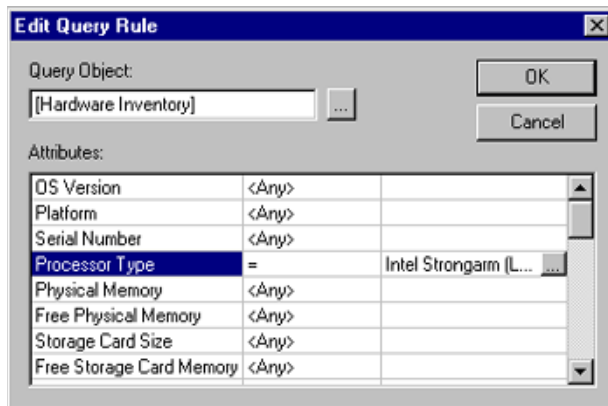 Edit Query Rule
Query Object:
OK
[Hardware Inventory]
...
Cancel
Attributes:
OS Version <Any>
Platform <Any>
Serial Number <Any>
Processor Type = Intel Strongarm (L... ...
Physical Memory <Any>
Free Physical Memory <Any>
Storage Card Size <Any>
Free Storage Card Memory <Any>